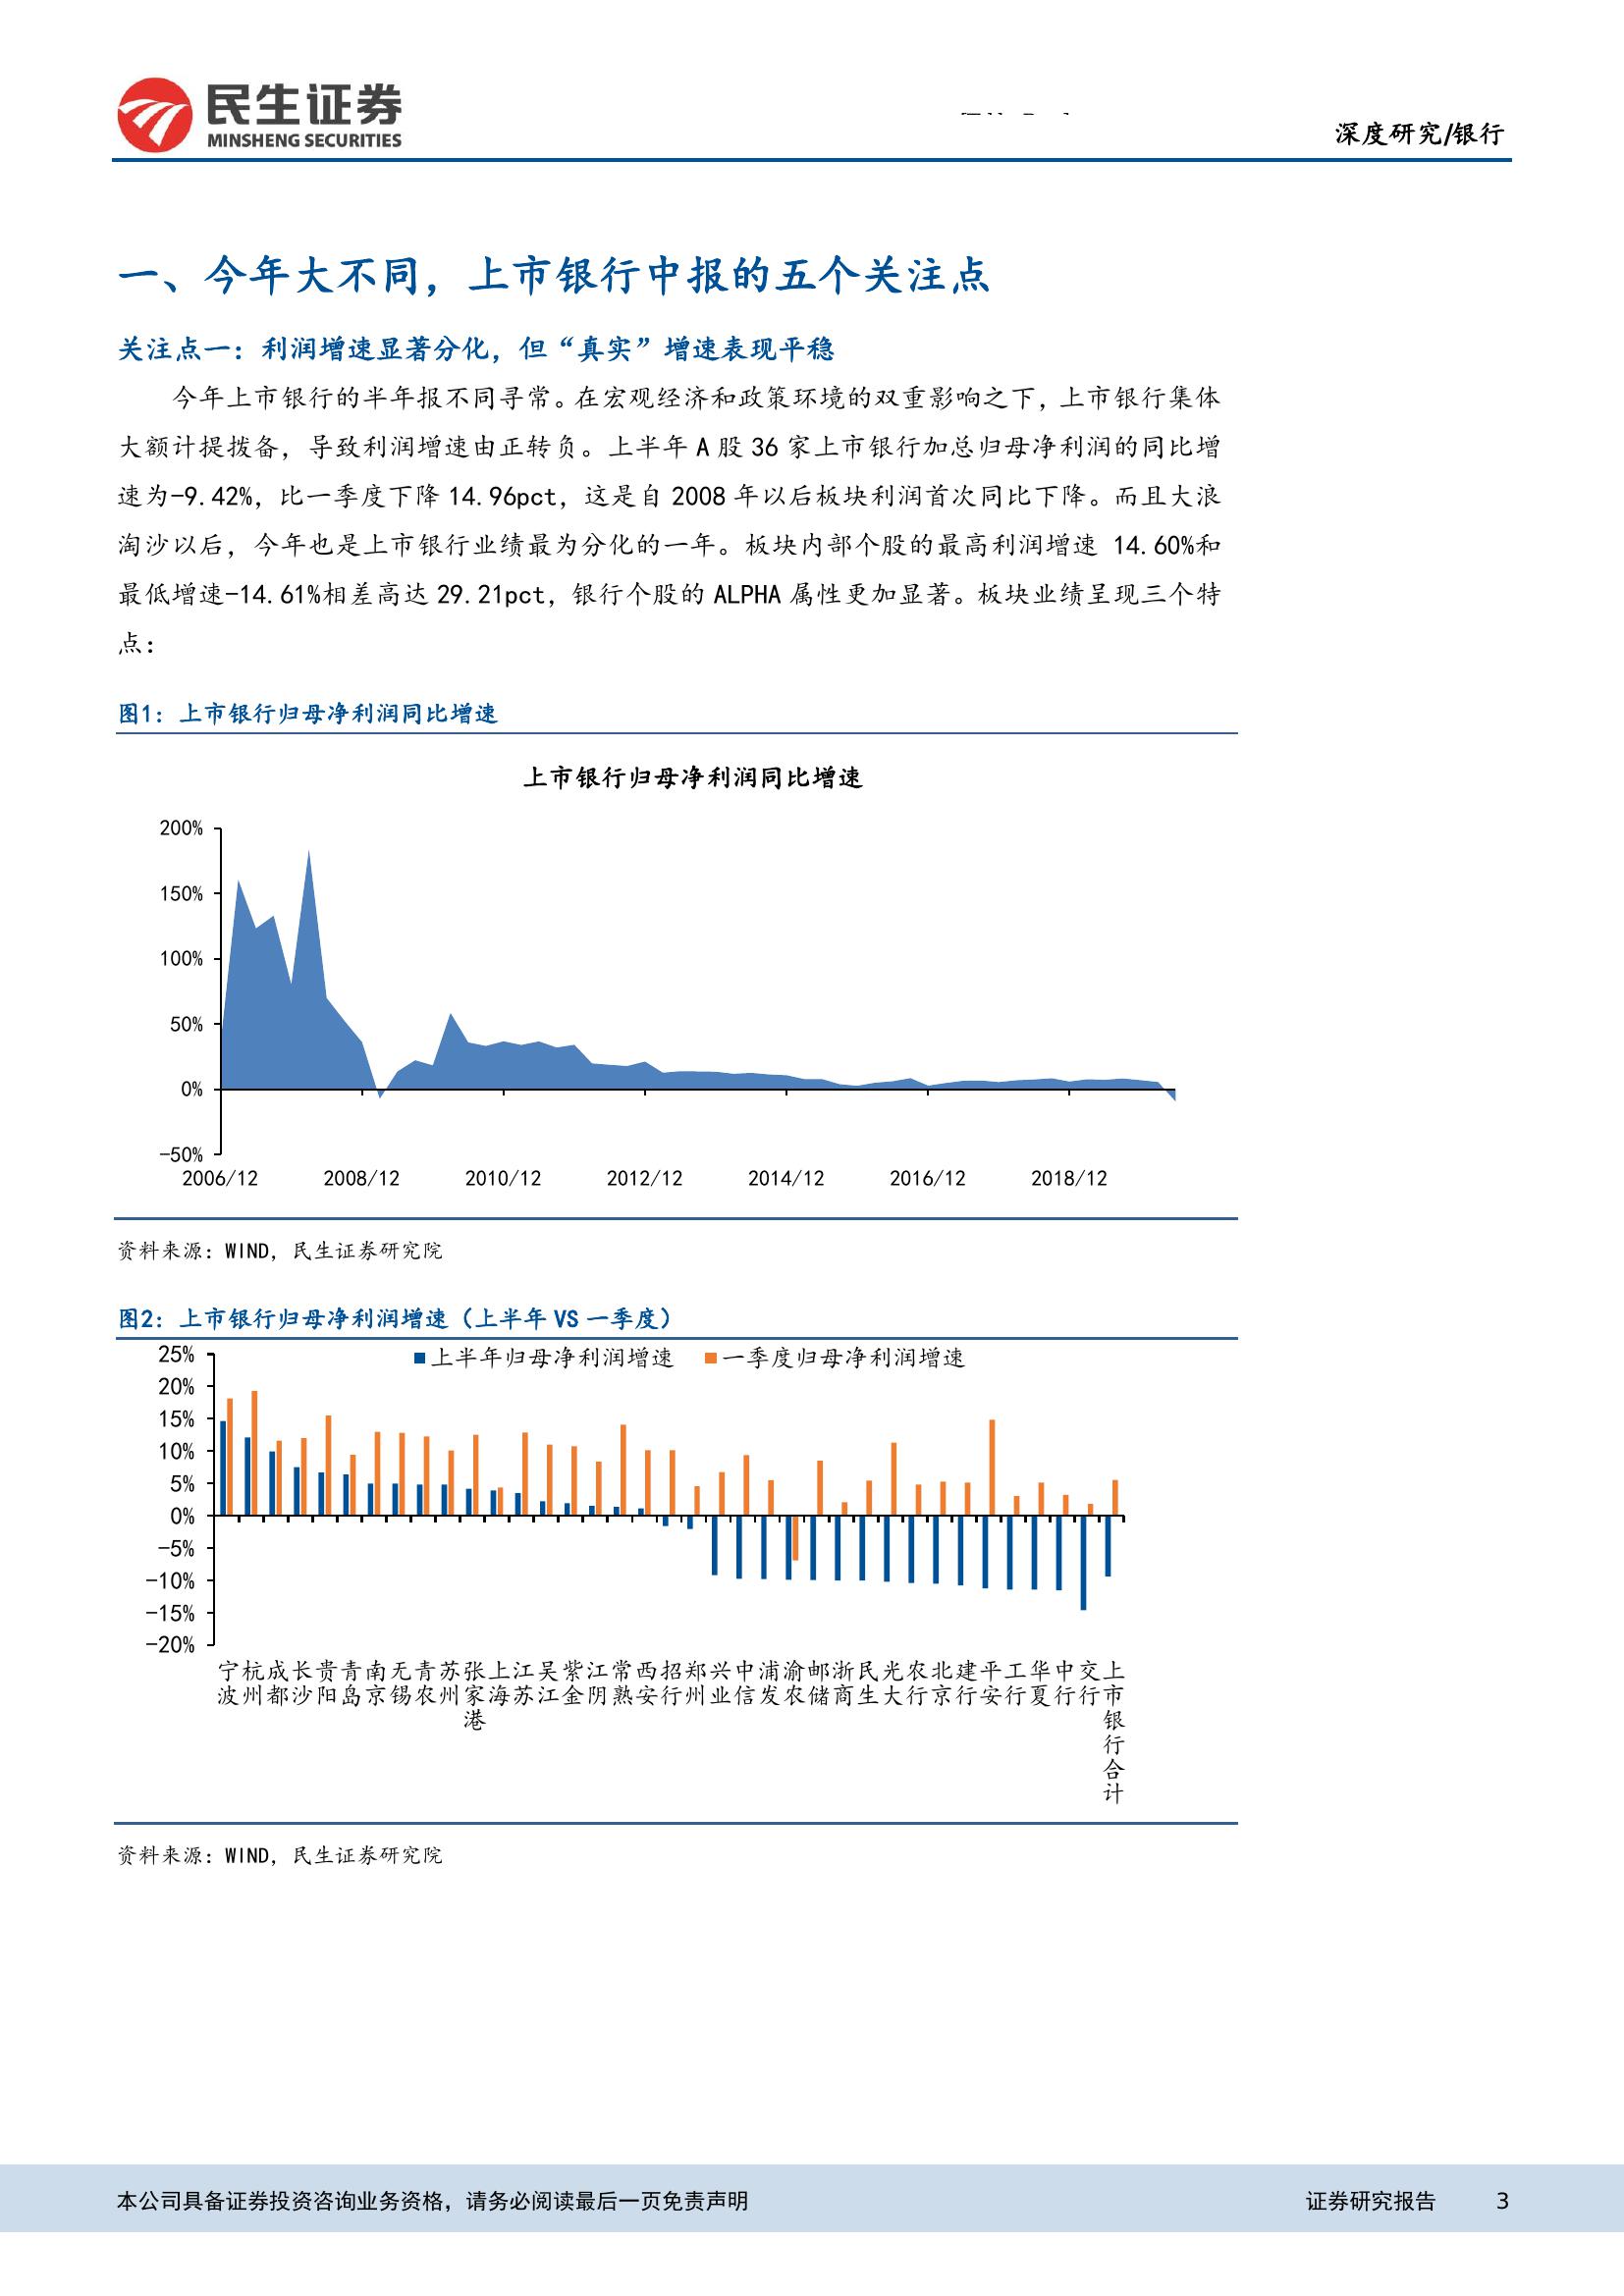 民生证券
MINSHENG SECURITIES
深度研究/银行
一、今年大不同，上市银行中报的五个关注点
关注点一：利润增速显著分化，但“真实”增速表现平稳
今年上市银行的半年报不同寻常。在宏观经济和政策环境的双重影响之下，上市银行集体
大额计提拨备，导致利润增速由正转负。上半年 A 股 36 家上市银行加总归母净利润的同比增
速为-9.42%，比一季度下降 14.96pct，这是自 2008 年以后板块利润首次同比下降。而且大浪
淘沙以后，今年也是上市银行业绩最为分化的一年。板块内部个股的最高利润增速 14.60%和
最低增速-14.61%相差高达 29.21pct，银行个股的 ALPHA 属性更加显著。板块业绩呈现三个特
点：
图1：上市银行归母净利润同比增速
上市银行归母净利润同比增速
200%
150%
100%
50%
0%
-50%
2006/12 2008/12 2010/12 2012/12 2014/12 2016/12 2018/12
资料来源：WIND，民生证券研究院
图2：上市银行归母净利润增速（上半年 VS 一季度）
上半年归母净利润增速 一季度归母净利润增速
25%
20%
15%
10%
5%
0%
-5%
-10%
-15%
-20%
宁波 杭州 成都 长沙 贵阳 青岛 南京 无锡 青农 苏州 张家港 上海 江苏 吴江 紫金 江阴 常熟 西安 招行 郑州 兴业 中信 浦发 渝农 邮储 浙商 民生 光大 农行 北京 建行 平安 工行 华夏 中行 交行 上市银行合计
资料来源：WIND，民生证券研究院
本公司具备证券投资咨询业务资格，请务必阅读最后一页免责声明
证券研究报告 3